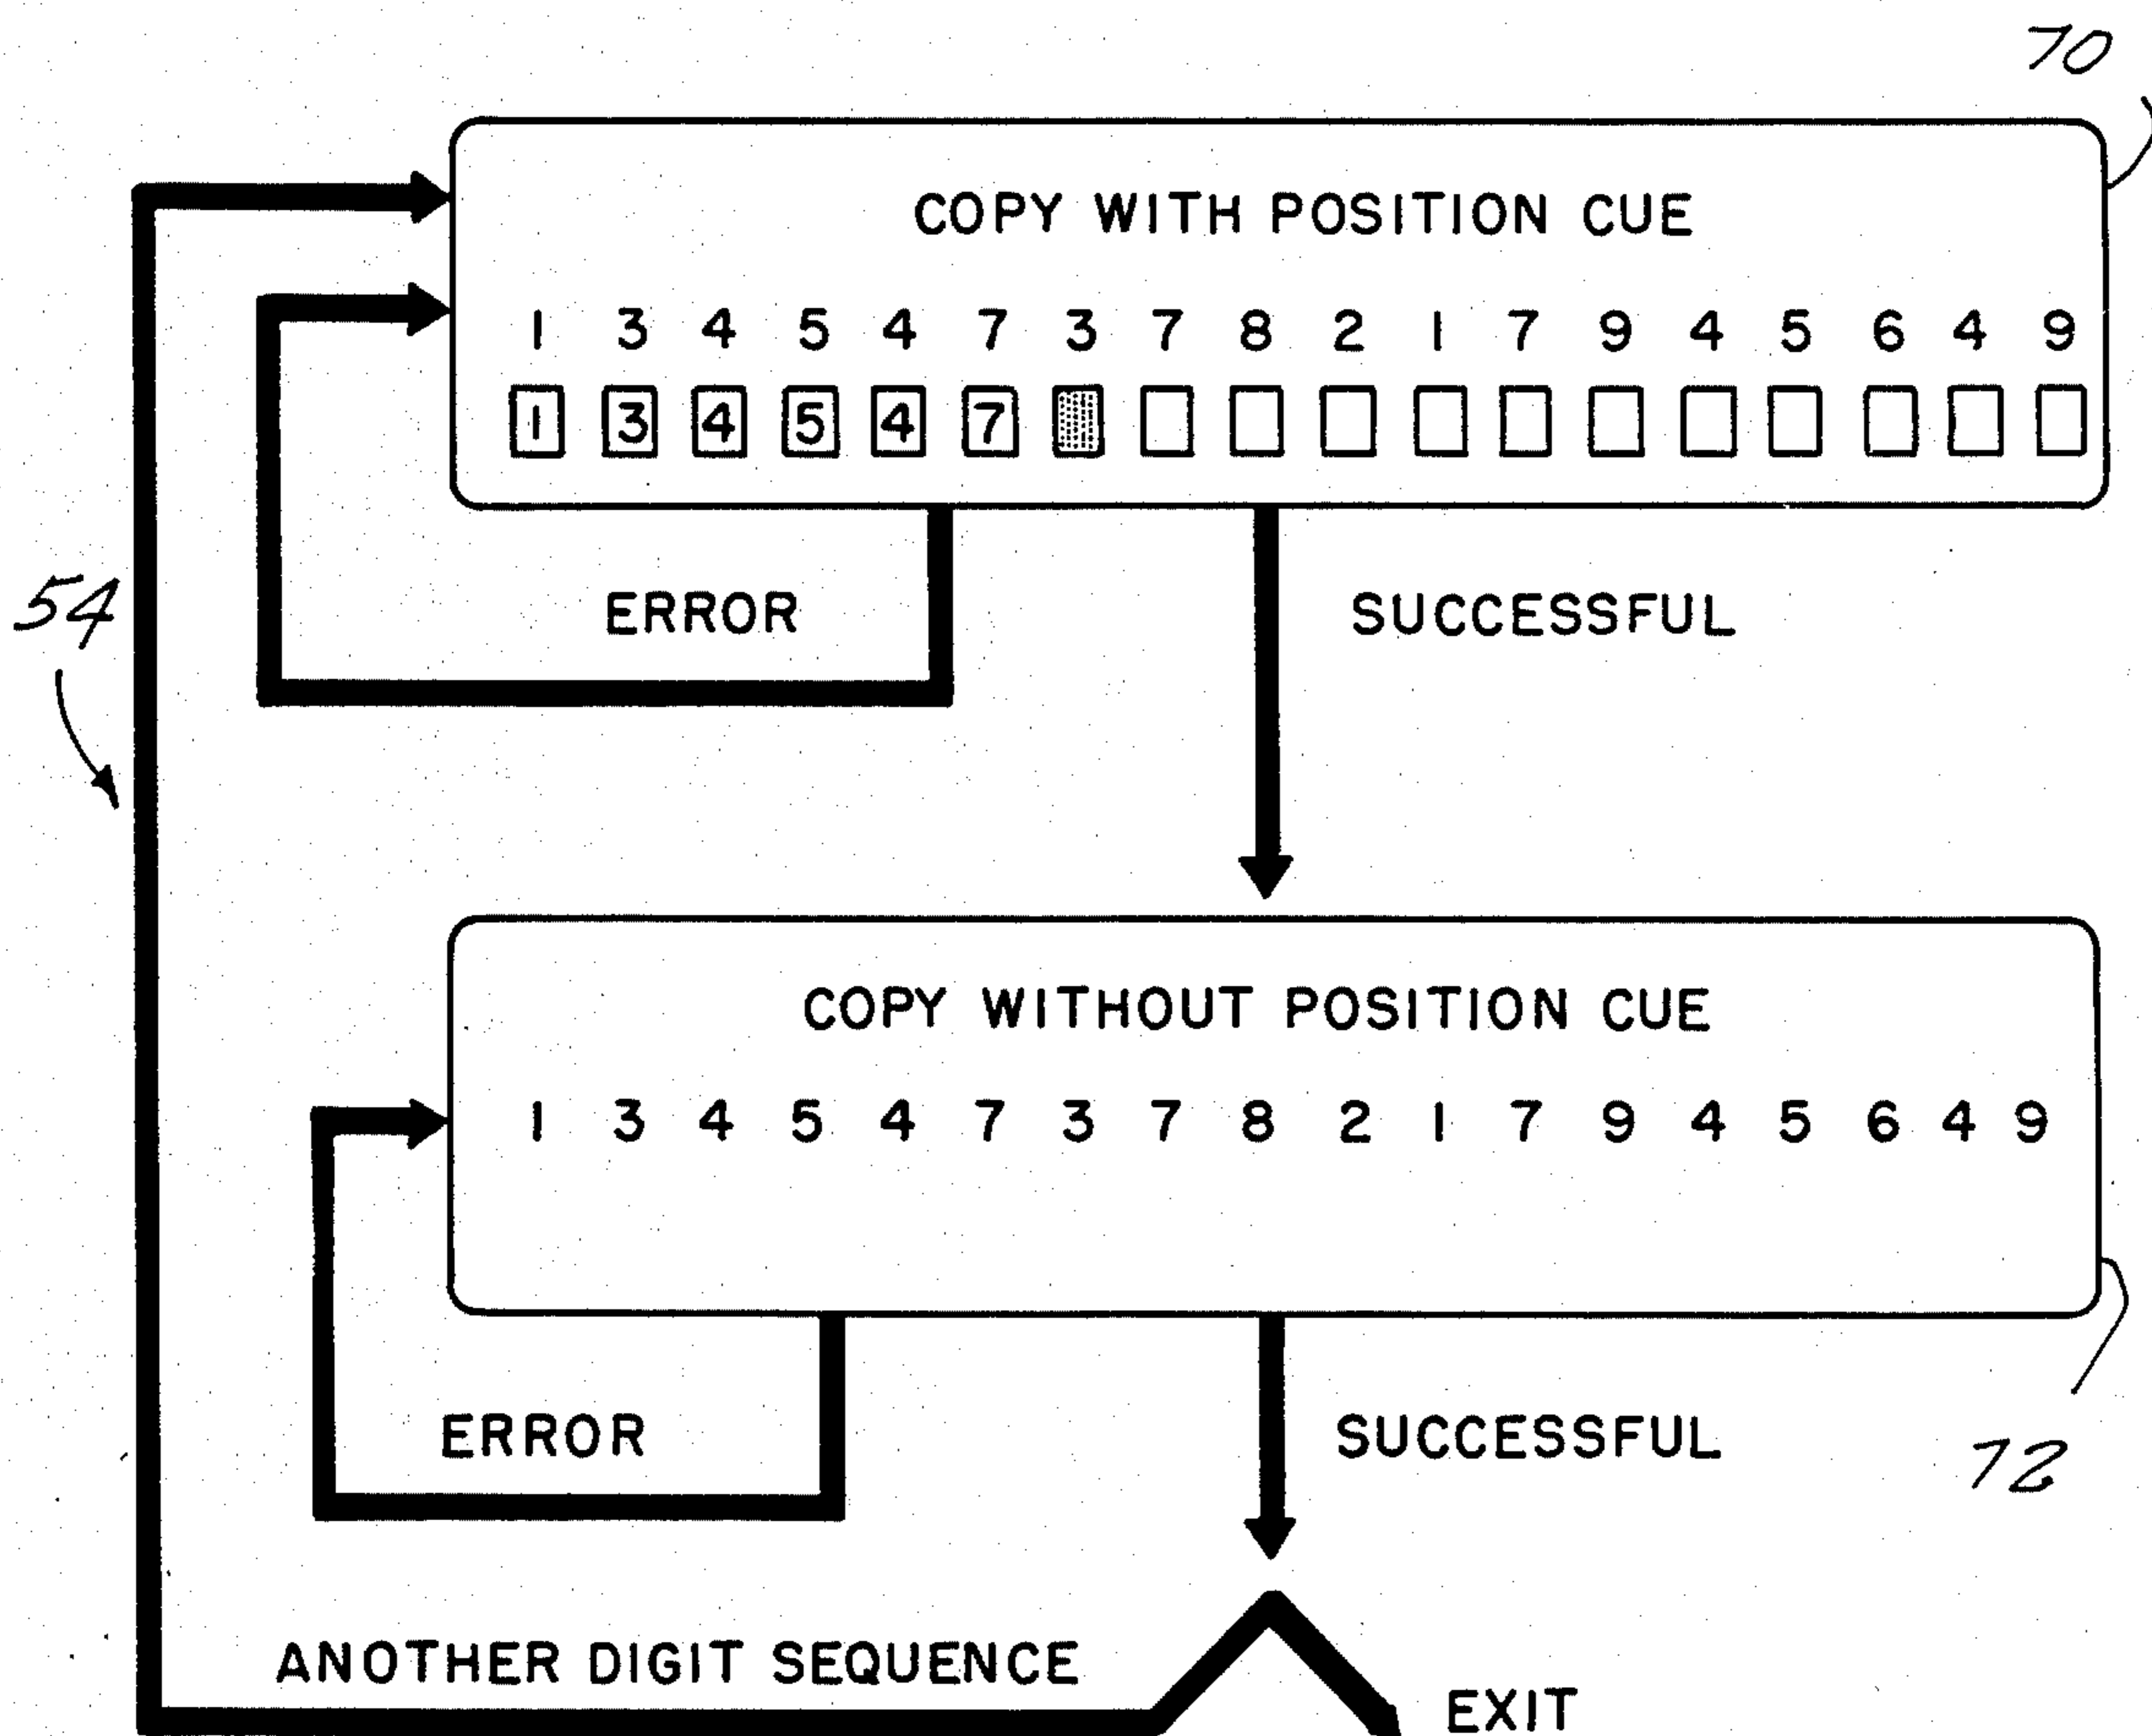 70
COPY WITH POSITION CUE
1 3 4 5 4 7 3 7 8 2 1 7 9 4 5 6 4 9
1 3 4 5 4 7
54
ERROR SUCCESSFUL
COPY WITHOUT POSITION CUE
1 3 4 5 4 7 3 7 8 2 1 7 9 4 5 6 4 9
ERROR SUCCESSFUL
72
ANOTHER DIGIT SEQUENCE
EXIT